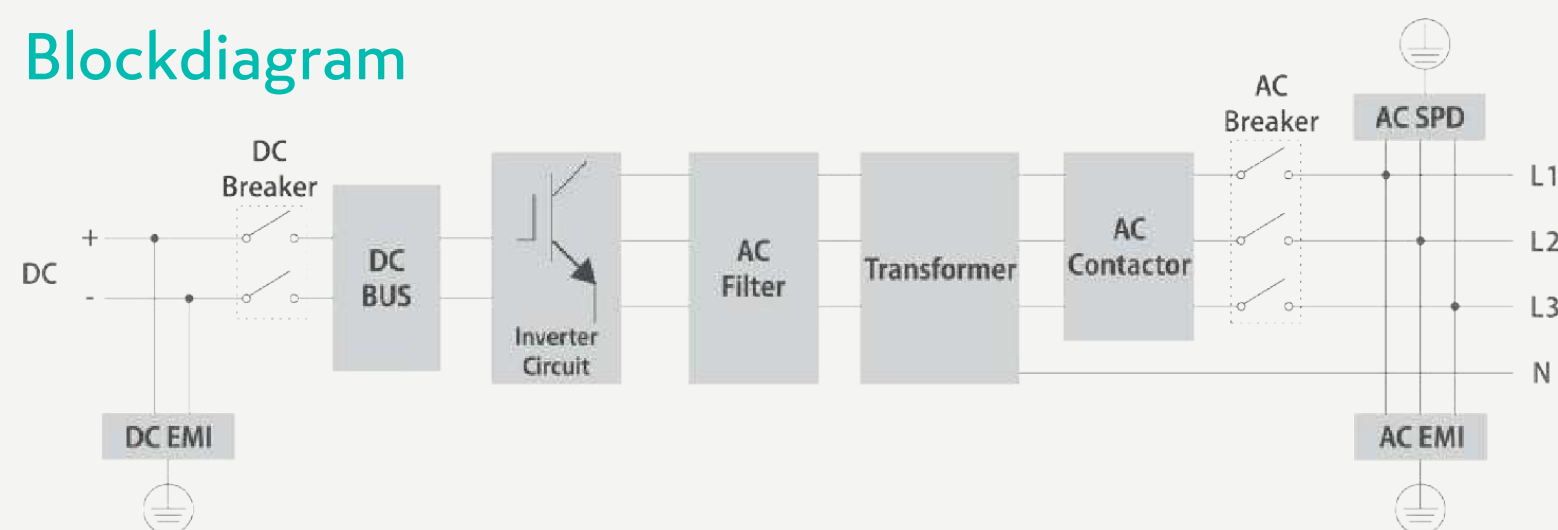 Blockdiagram
AC
Breaker
AC SPD
DC
Breaker
L1
+
DC
BUS
AC
Filter
Transformer
AC
Contactor
L2
DC
-
L3
Inverter
Circuit
N
DC EMI
AC EMI